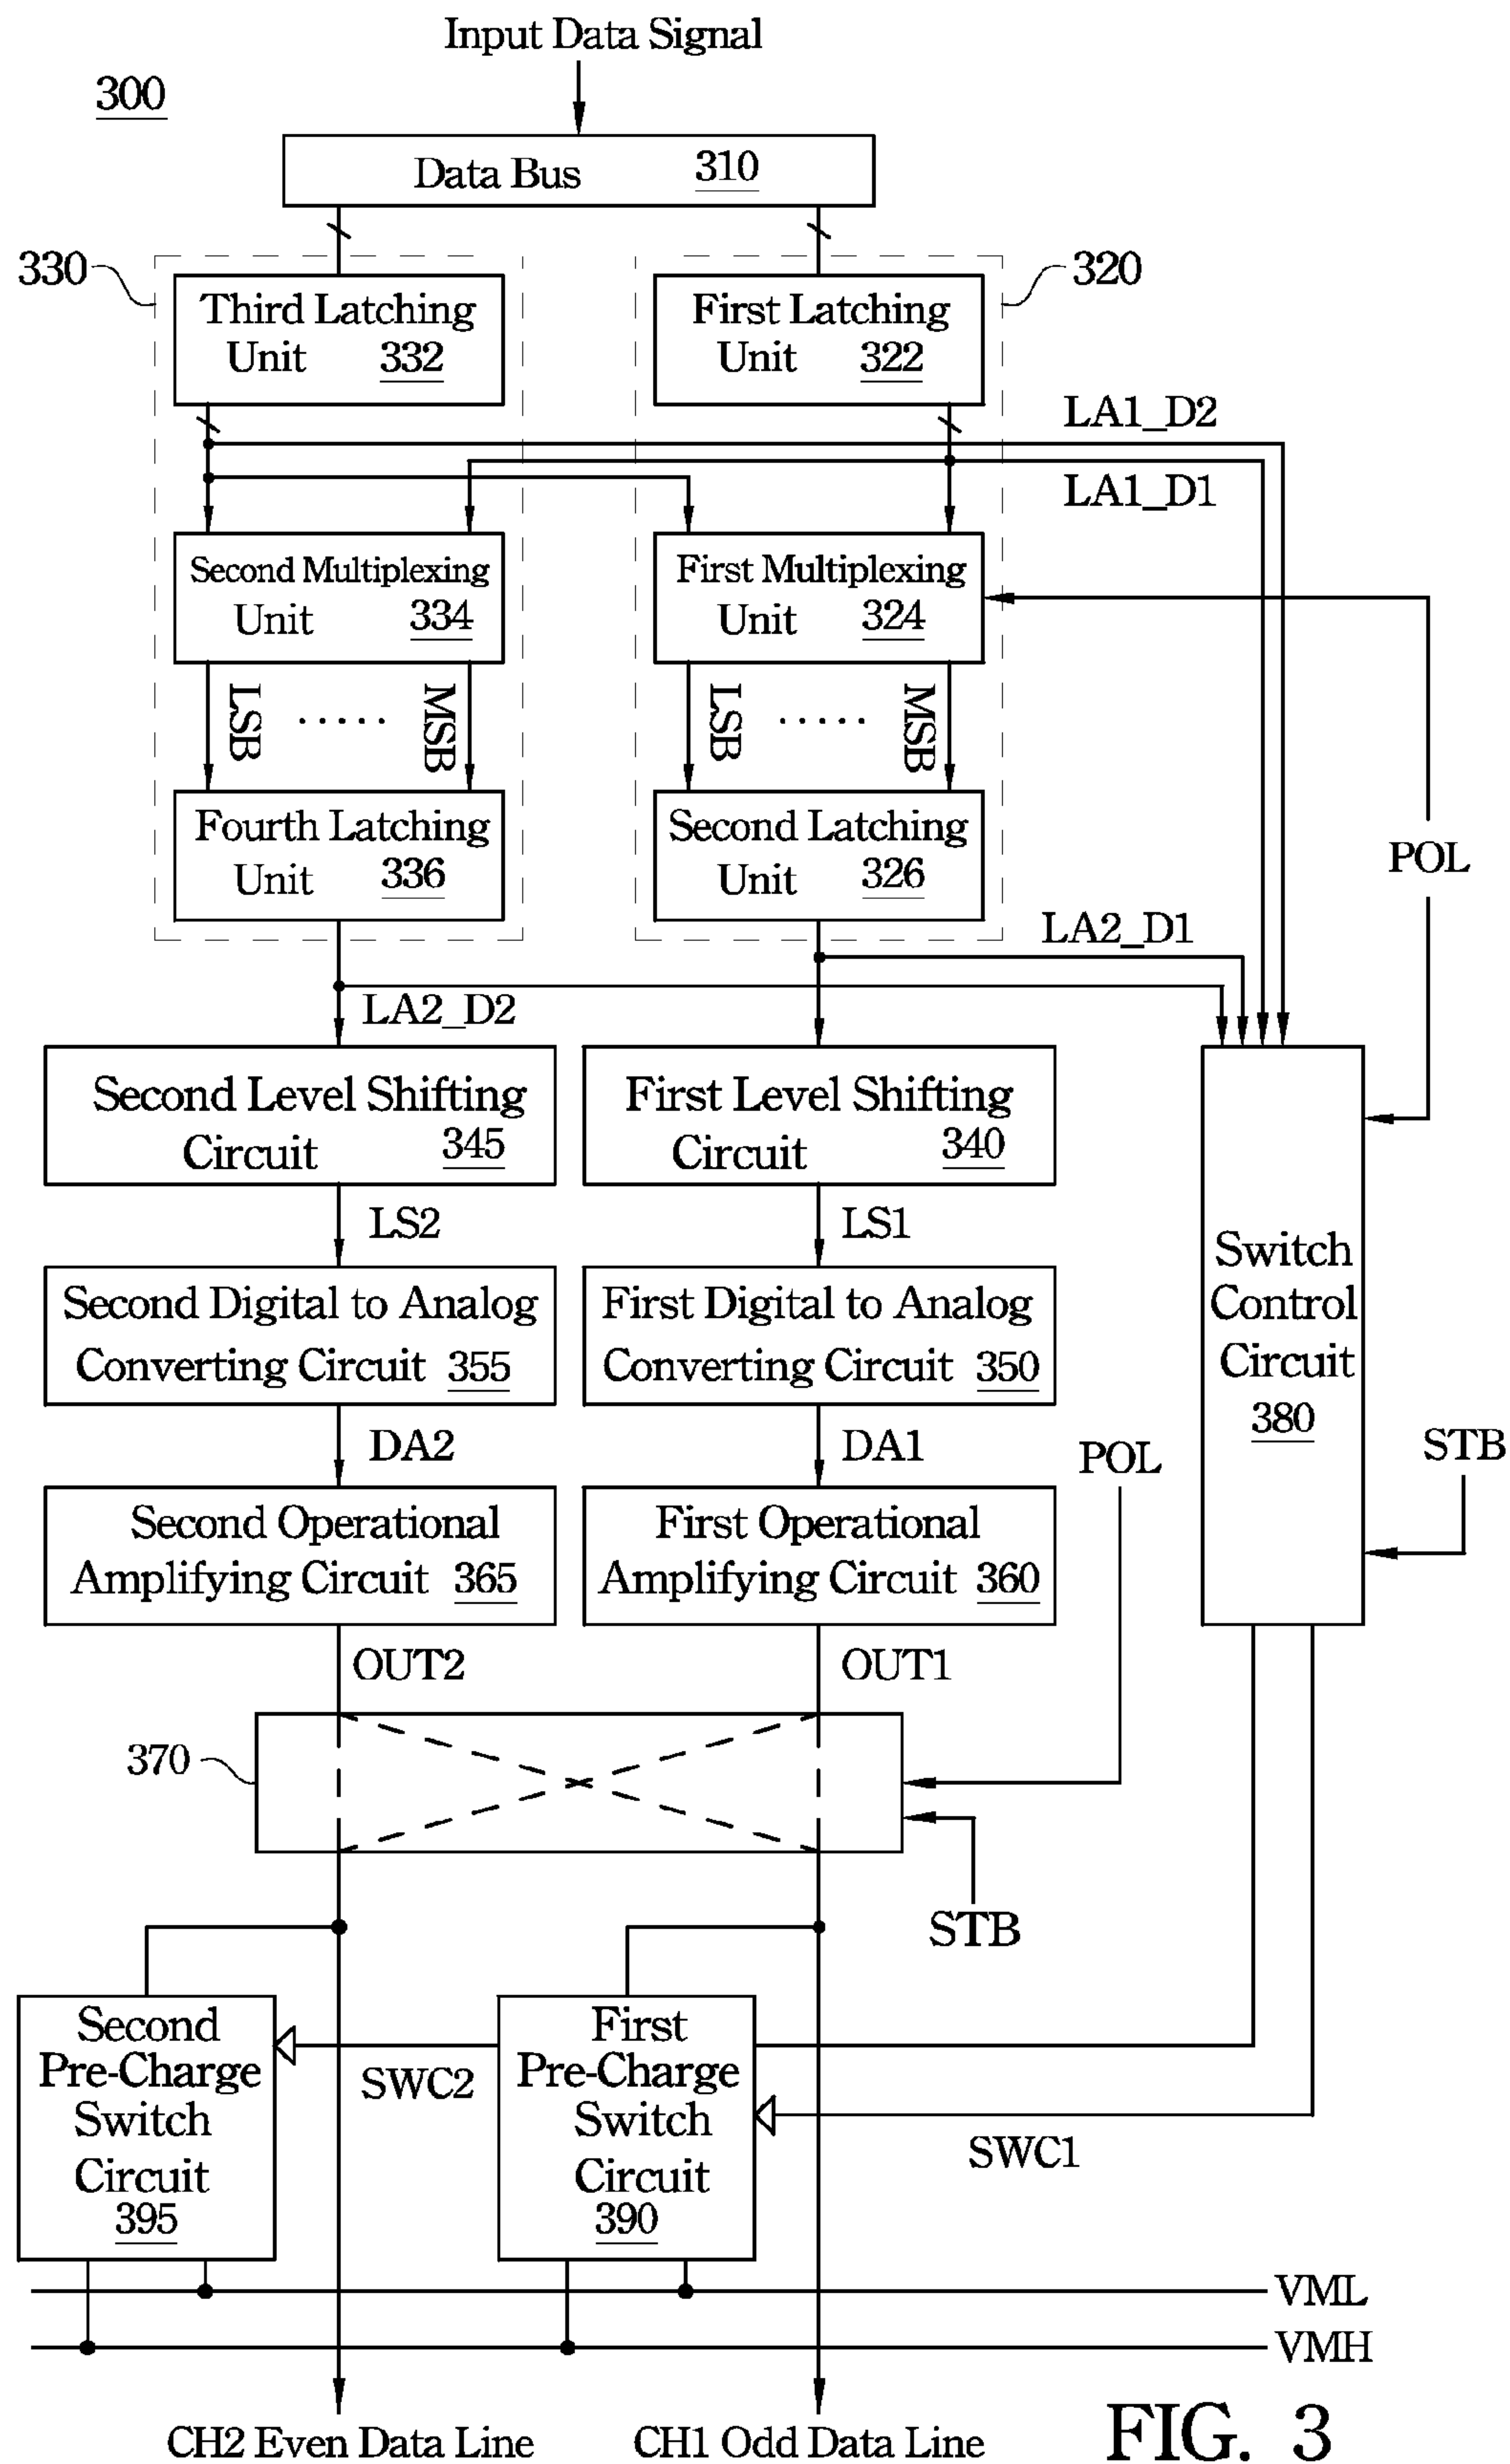 Input Data Signal
300
Data Bus 310
330
320
Third Latching
Unit 332
First Latching
Unit 322
LA1_D2
LA1_D1
Second Multiplexing
Unit 334
First Multiplexing
Unit 324
LSB ..... MSB
LSB ..... MSB
Fourth Latching
Unit 336
Second Latching
Unit 326
POL
LA2_D1
LA2_D2
Second Level Shifting
Circuit 345
First Level Shifting
Circuit 340
LS2
LS1
Switch
Control
Circuit
380
Second Digital to Analog
Converting Circuit 355
First Digital to Analog
Converting Circuit 350
DA2
DA1
POL
STB
Second Operational
Amplifying Circuit 365
First Operational
Amplifying Circuit 360
OUT2
OUT1
370
STB
Second
Pre-Charge
Switch
Circuit
395
SWC2
First
Pre-Charge
Switch
Circuit
390
SWC1
VML
VMH
CH2 Even Data Line
CH1 Odd Data Line
FIG. 3